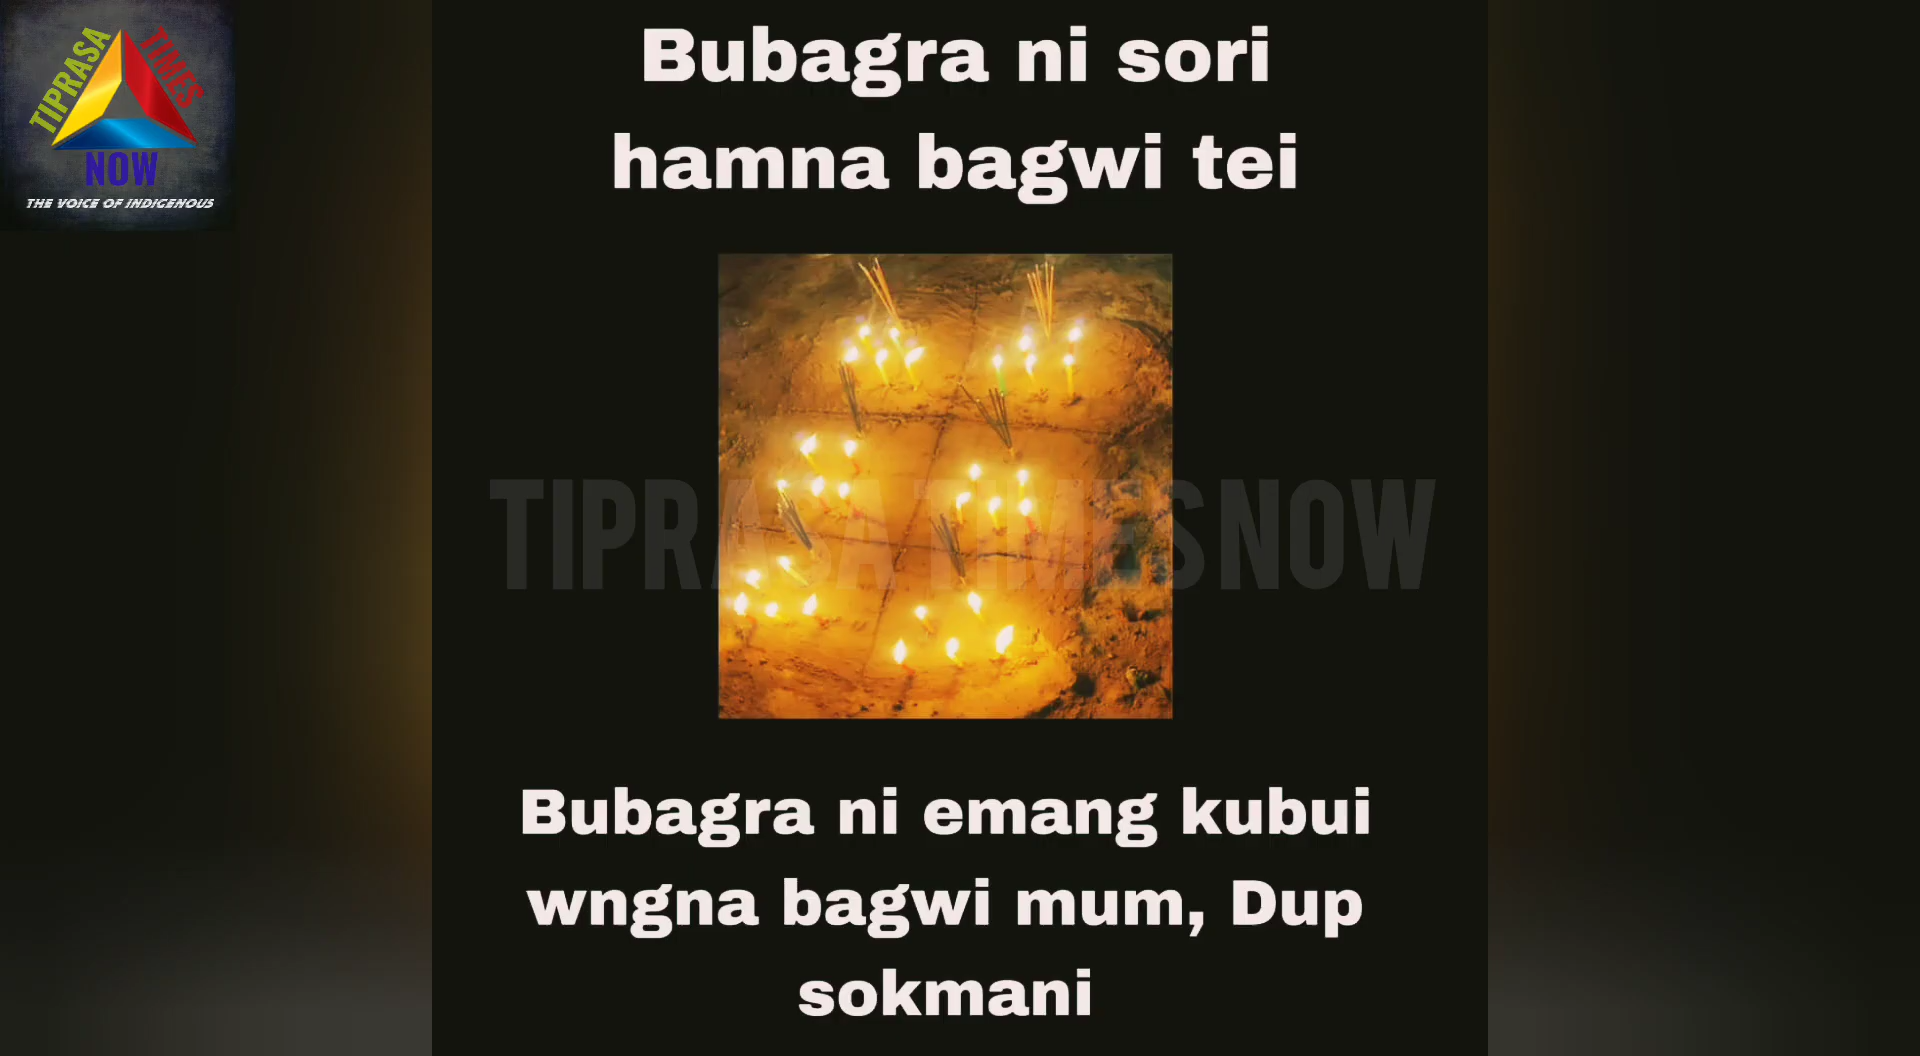 TIPRASA
TIMES
NOW
THE VOICE OF INDIGENOUS
Bubagra ni sori
hamna bagwi tei
TIPRASA TIMES NOW
Bubagra ni emang kubui
wngna bagwi mum, Dup
sokmani